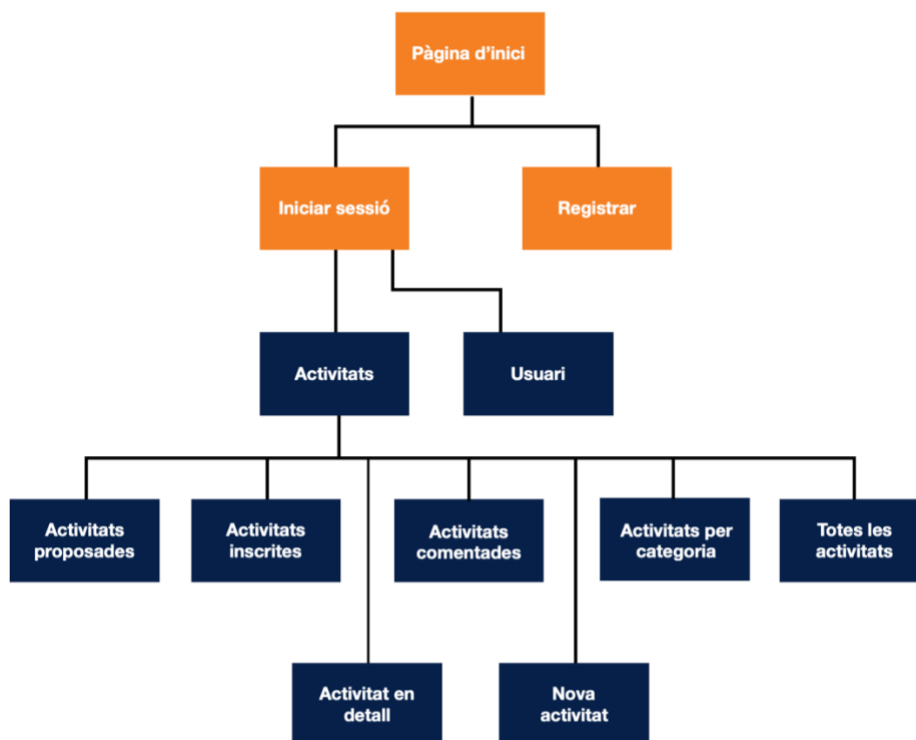 Pàgina d'inici
Iniciar sessió
Registrar
Activitats
Usuari
Activitats
proposades
Activitats
inscrites
Activitats
comentades
Activitats per
categoria
Totes les
activitats
Activitat en
detall
Nova
activitat